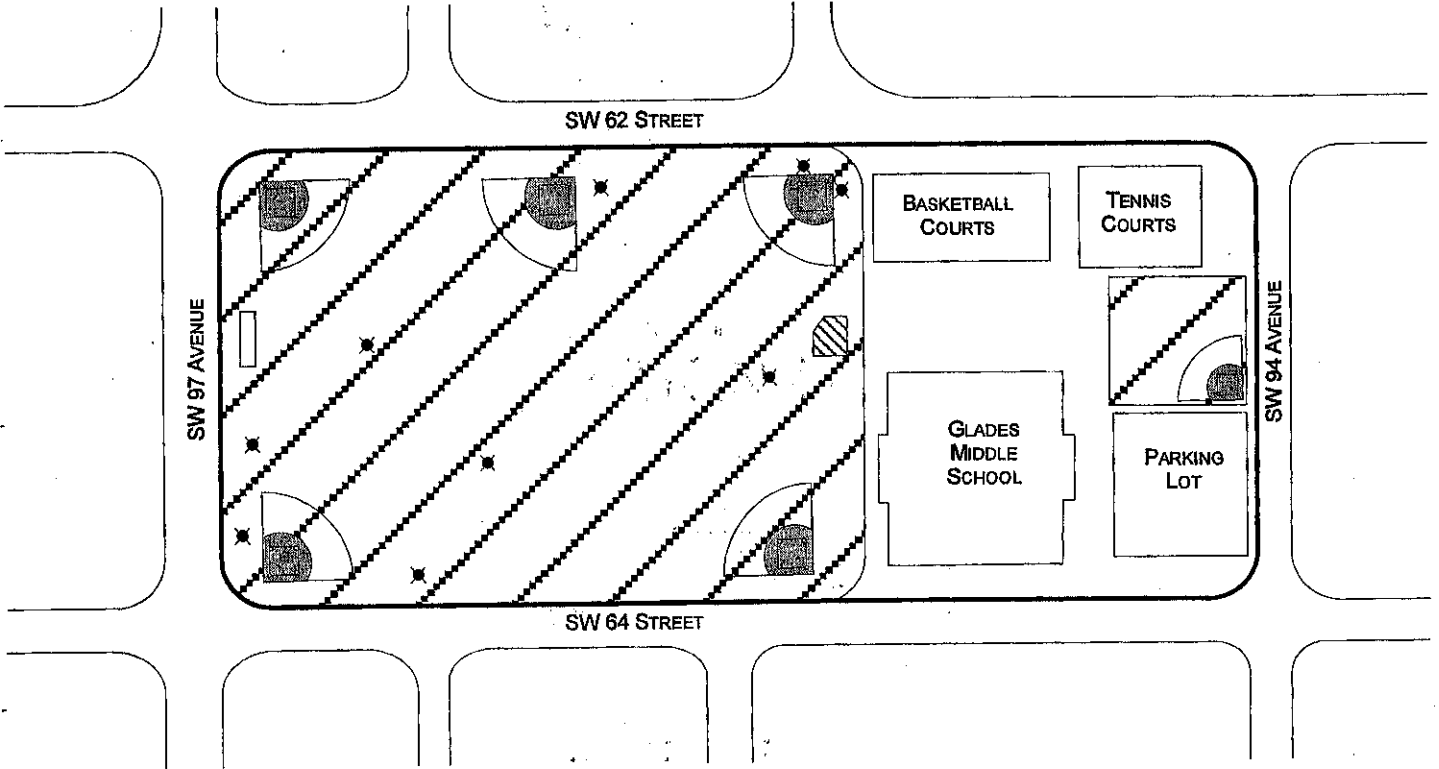 SW 62 STREET
BASKETBALL
COURTS
TENNIS
COURTS
SW 97 AVENUE
SW 94 AVENUE
GLADES
MIDDLE
SCHOOL
PARKING
LOT
SW 64 STREET